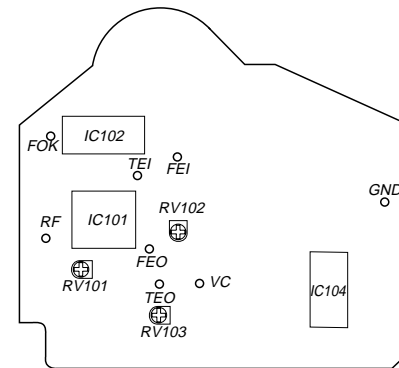 IC102
FOK
TEI
FEI
GND
IC101
RV102
RF
FEO
RV101
TEO
VC
IC104
RV103